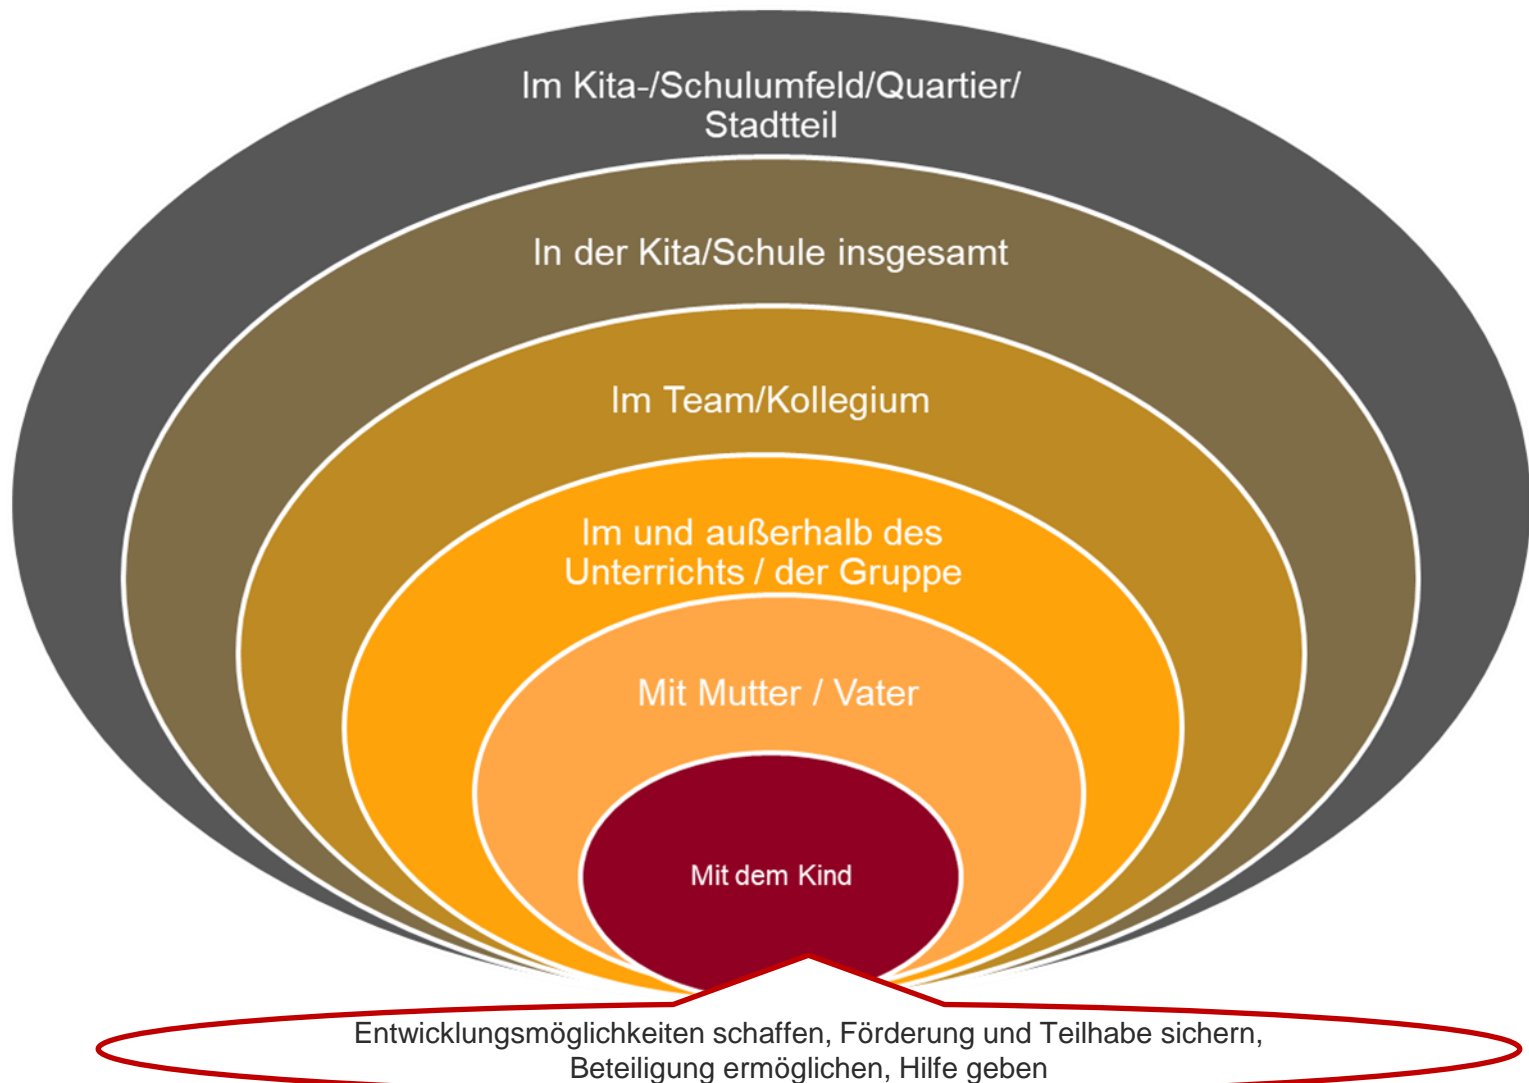 Im Kita-/Schulumfeld/Quartier/
Stadtteil
In der Kita/Schule insgesamt
Im Team/Kollegium
Im und außerhalb des
Unterrichts / der Gruppe
Mit Mutter / Vater
Mit dem Kind
Entwicklungsmöglichkeiten schaffen, Förderung und Teilhabe sichern,
Beteiligung ermöglichen, Hilfe geben